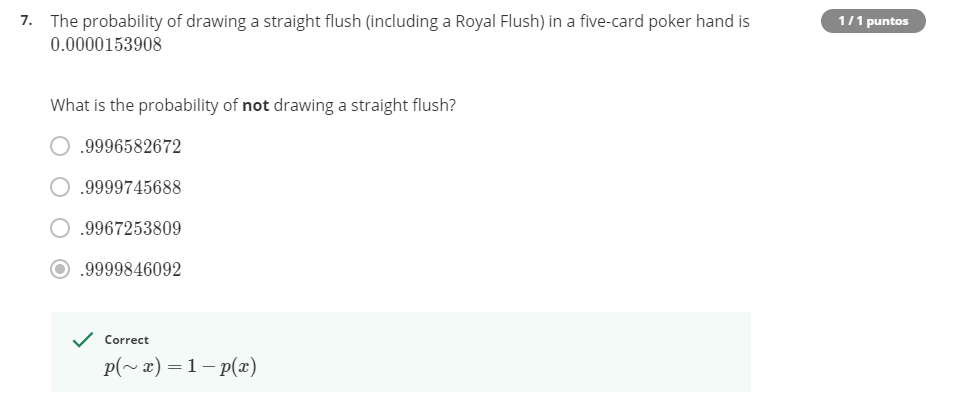 7. The probability of drawing a straight flush (including a Royal Flush) in a five-card poker hand is
1 / 1 puntos
0.0000153908
What is the probability of not drawing a straight flush?
.9996582672
.9999745688
.9967253809
.9999846092
Correct
p(∼ x) = 1 − p(x)